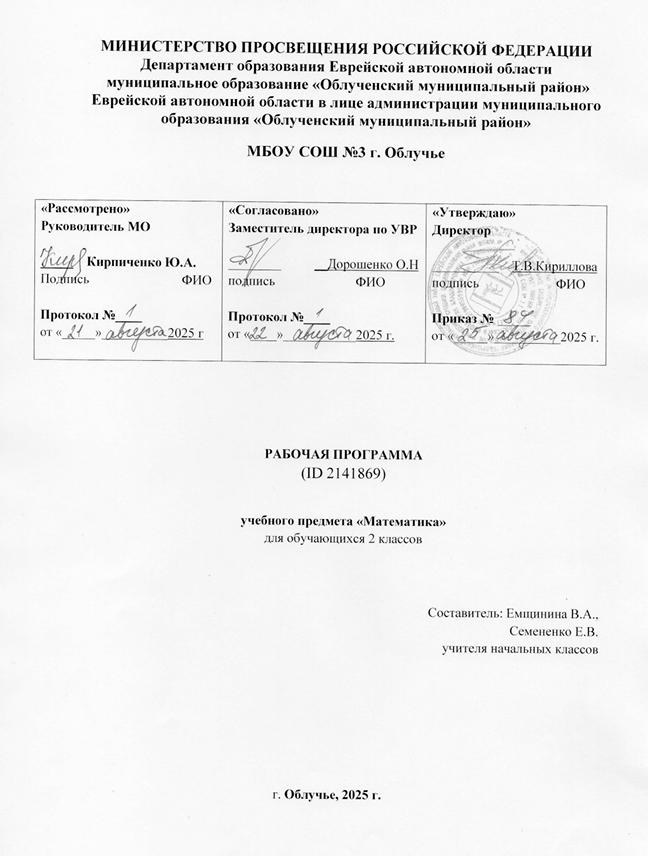 МИНИСТЕРСТВО ПРОСВЕЩЕНИЯ РОССИЙСКОЙ ФЕДЕРАЦИИ
Департамент образования Еврейской автономной области
муниципальное образование «Облученский муниципальный район»
Еврейской автономной области в лице администрации муниципального
образования «Облученский муниципальный район»
МБОУ СОШ №3 г. Облучье
«Рассмотрено»
Руководитель МО
Кирпиченко Ю.А.
Подпись ФИО
Протокол № 1
от « 21 » августа 2025 г
«Согласовано»
Заместитель директора по УВР
Дорошенко О.Н
подпись ФИО
Протокол № 1
от «22 » августа 2025 г.
«Утверждаю»
Директор
Т.В.Кириллова
подпись ФИО
Приказ № 84
от « 25 » августа 2025 г.
РАБОЧАЯ ПРОГРАММА
(ID 2141869)
учебного предмета «Математика»
для обучающихся 2 классов
Составитель: Емщинина В.А.,
Семененко Е.В.
учителя начальных классов
г. Облучье, 2025 г.